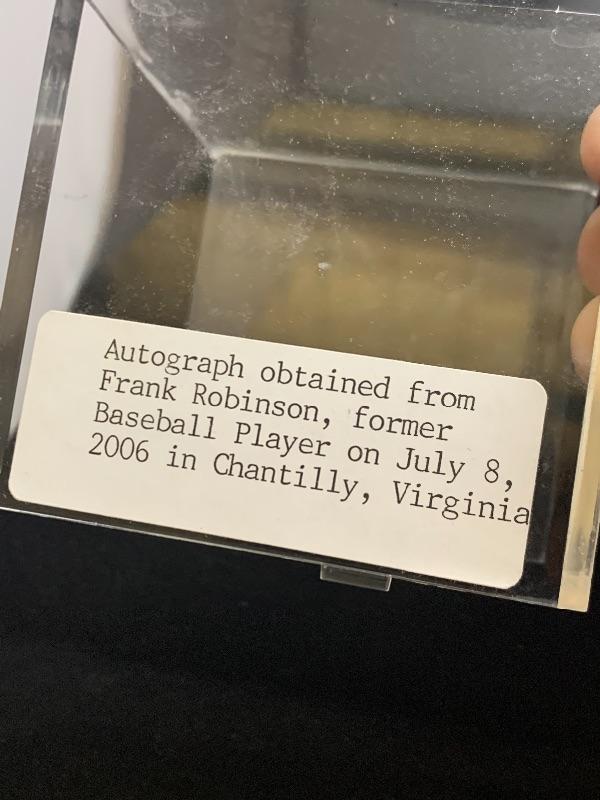 Autograph obtained from
Frank Robinson, former
Baseball Player on July 8,
2006 in Chantilly, Virginia